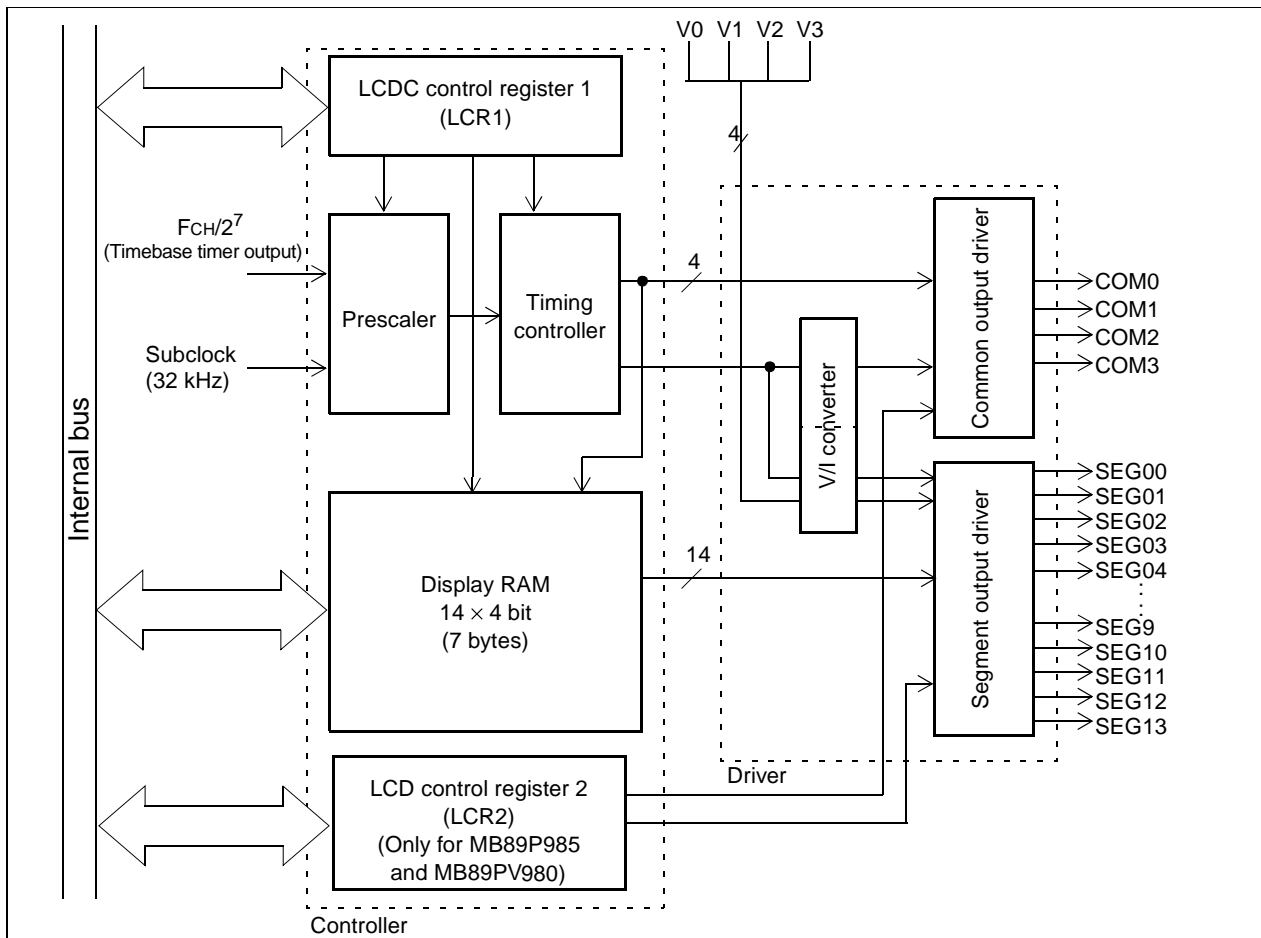 V0 V1 V2 V3
LCDC control register 1
(LCR1)
4
FCH/2⁷
(Timebase timer output)
Prescaler
Timing
controller
4
Common output driver
COM0
COM1
COM2
COM3
Subclock
(32 kHz)
Internal bus
V/I converter
Display RAM
14 × 4 bit
(7 bytes)
14
Segment output driver
SEG00
SEG01
SEG02
SEG03
SEG04
SEG9
SEG10
SEG11
SEG12
SEG13
Driver
LCD control register 2
(LCR2)
(Only for MB89P985
and MB89PV980)
Controller